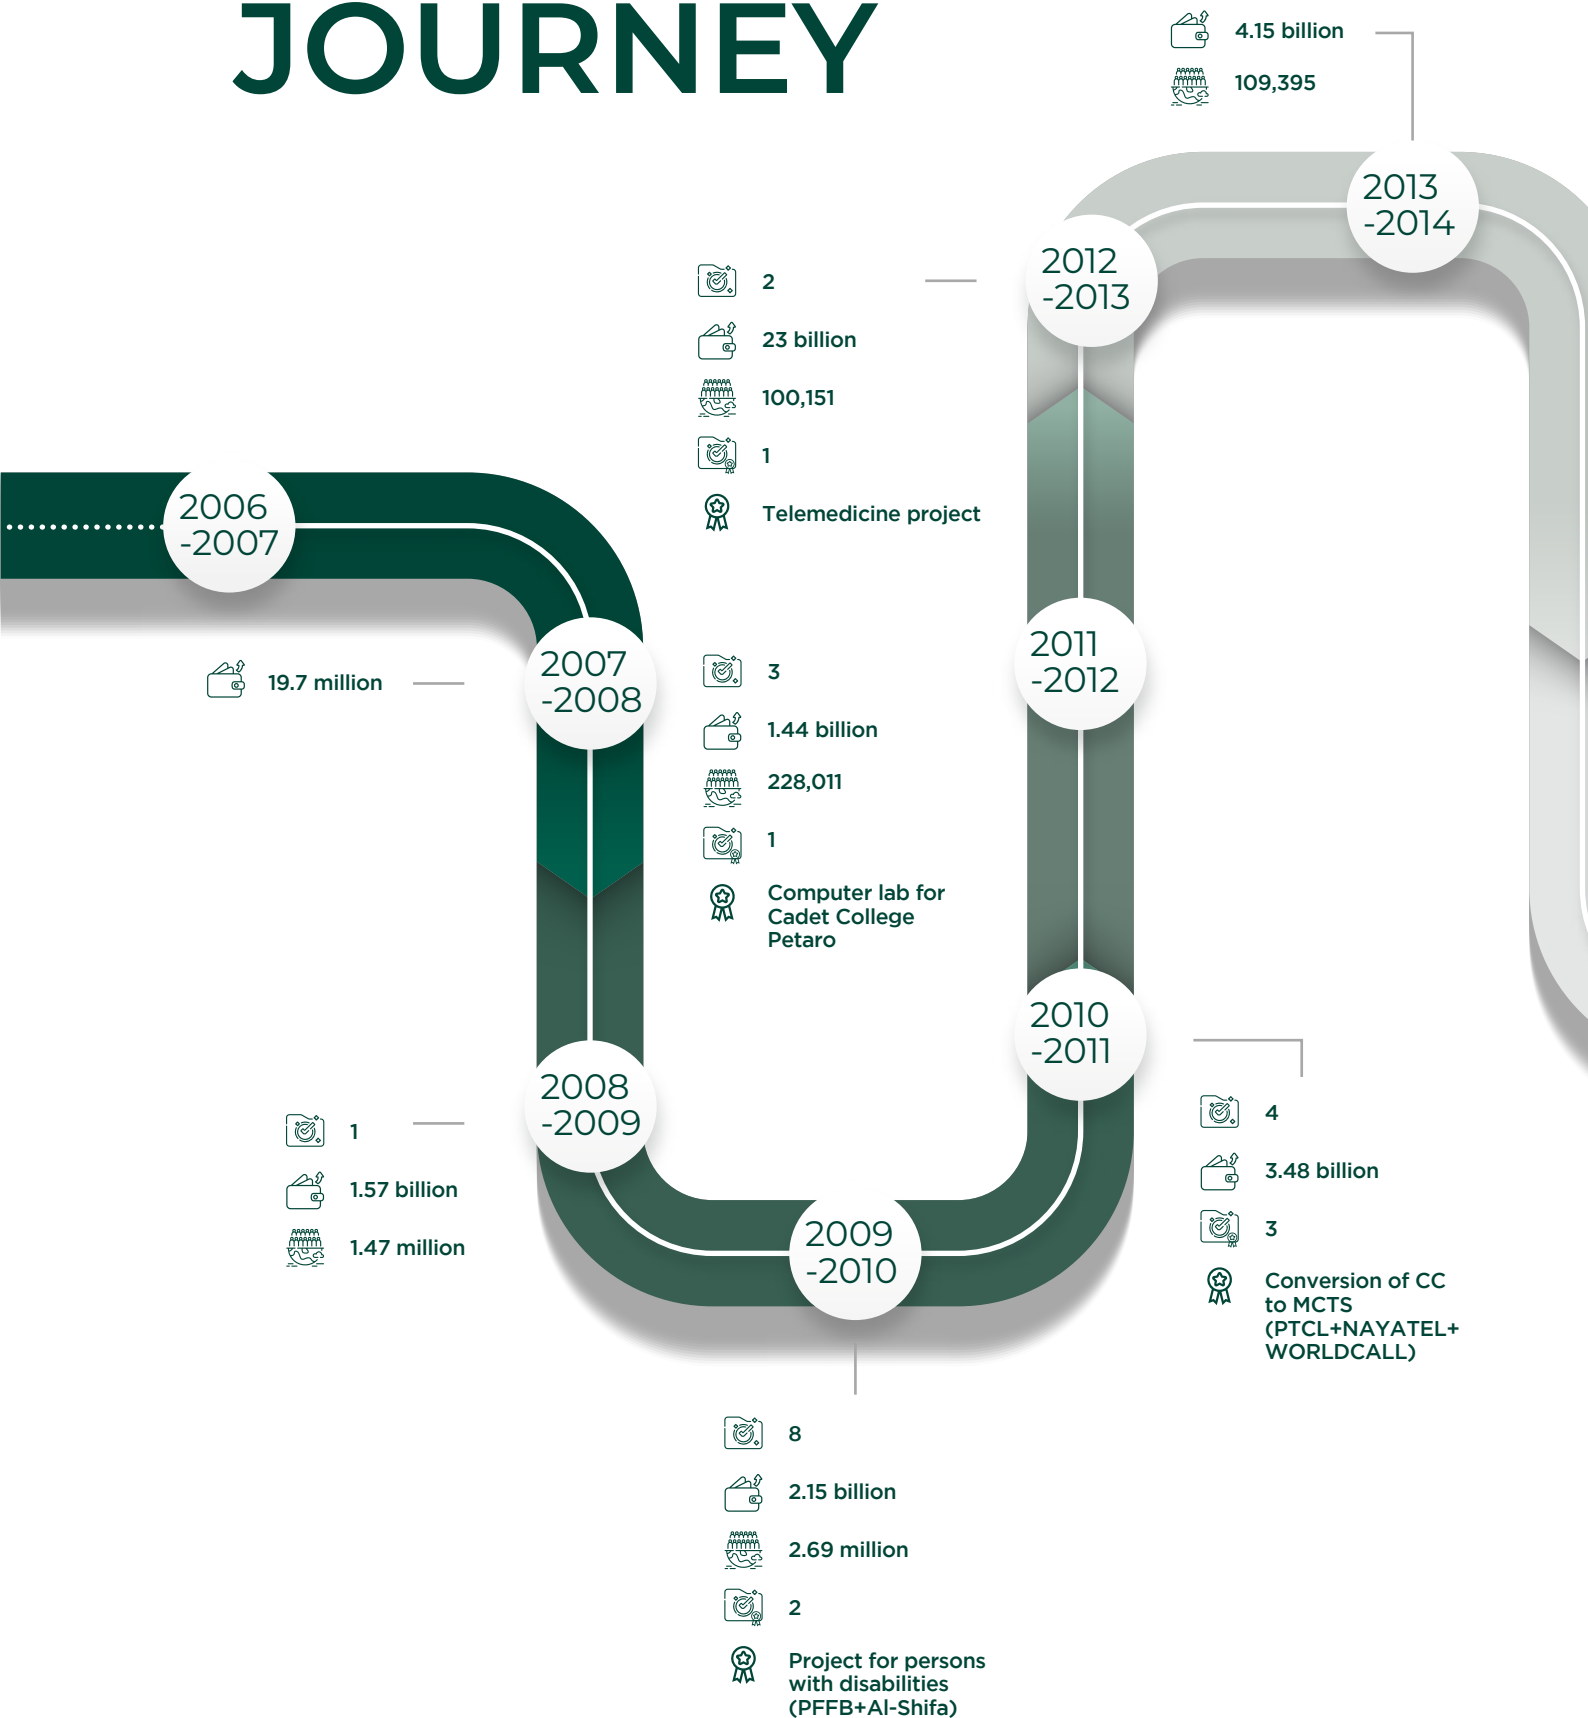 JOURNEY
2006
-2007
19.7 million
2007
-2008
1
1.57 billion
1.47 million
2008
-2009
2009
-2010
8
2.15 billion
2.69 million
2
Project for persons
with disabilities
(PFFB+Al-Shifa)
2010
-2011
4
3.48 billion
3
Conversion of CC
to MCTS
(PTCL+NAYATEL+
WORLDCALL)
3
1.44 billion
228,011
1
Computer lab for
Cadet College
Petaro
2011
-2012
2
23 billion
100,151
1
Telemedicine project
2012
-2013
4.15 billion
109,395
2013
-2014